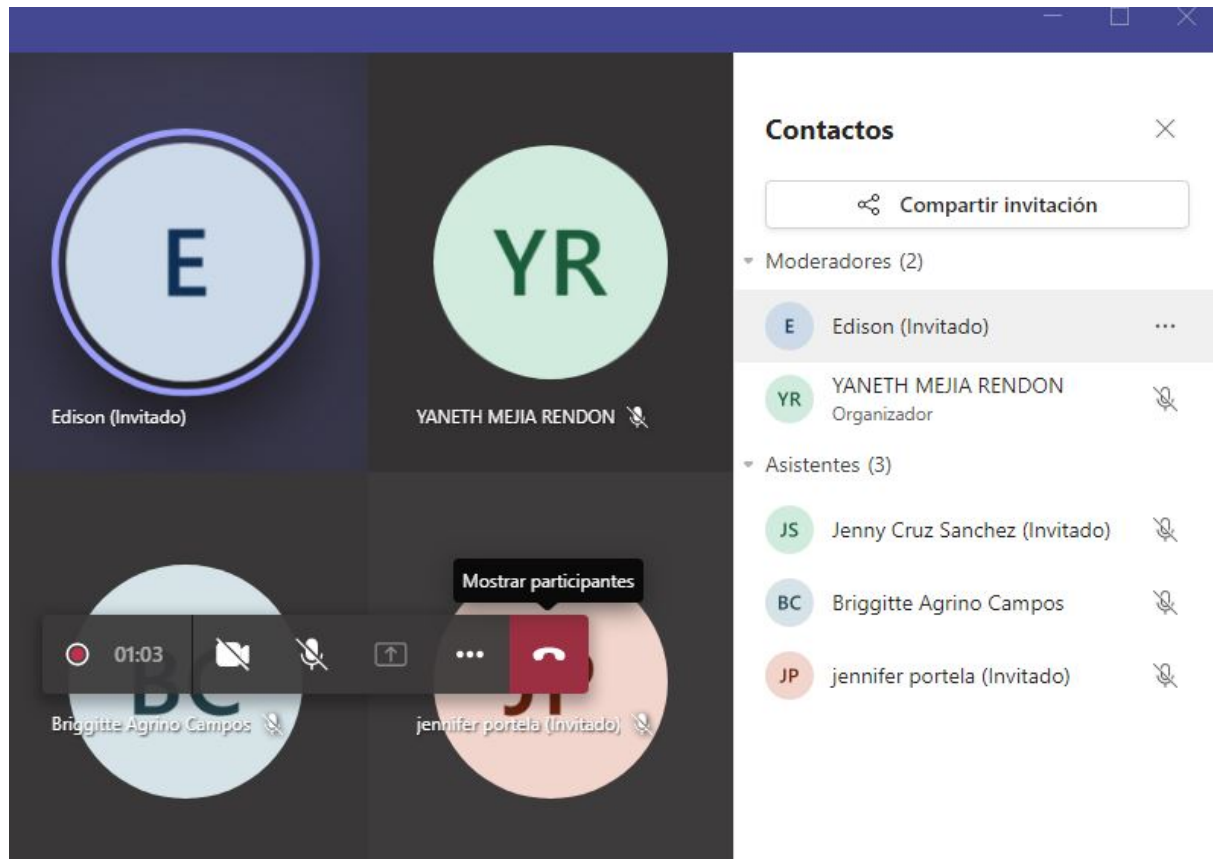 E
Edison (Invitado)
YR
YANETH MEJIA RENDON
BC
Briggitte Agrino Campos
JP
jennifer portela (Invitado)
Mostrar participantes
01:03
Contactos
Compartir invitación
Moderadores (2)
E
Edison (Invitado)
YR
YANETH MEJIA RENDON
Organizador
Asistentes (3)
JS
Jenny Cruz Sanchez (Invitado)
BC
Briggitte Agrino Campos
JP
jennifer portela (Invitado)